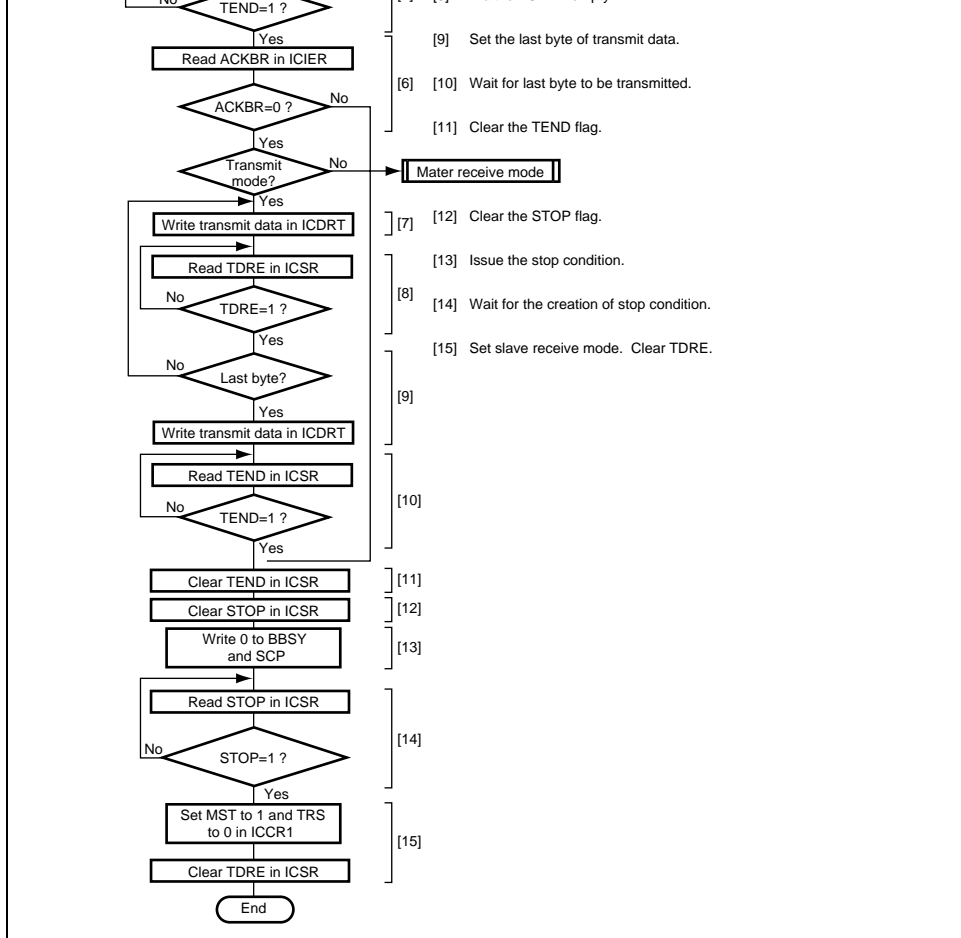 No
TEND=1 ?
Yes
Read ACKBR in ICIER
[6]
ACKBR=0 ?
No
Yes
Transmit
mode?
No
Mater receive mode
Yes
Write transmit data in ICDRT
[7]
Read TDRE in ICSR
[8]
No
TDRE=1 ?
Yes
No
Last byte?
[9]
Yes
Write transmit data in ICDRT
Read TEND in ICSR
[10]
No
TEND=1 ?
Yes
Clear TEND in ICSR
[11]
Clear STOP in ICSR
[12]
Write 0 to BBSY
and SCP
[13]
Read STOP in ICSR
[14]
No
STOP=1 ?
Yes
Set MST to 1 and TRS
to 0 in ICCR1
[15]
Clear TDRE in ICSR
End
[9] Set the last byte of transmit data.
[10] Wait for last byte to be transmitted.
[11] Clear the TEND flag.
[12] Clear the STOP flag.
[13] Issue the stop condition.
[14] Wait for the creation of stop condition.
[15] Set slave receive mode. Clear TDRE.